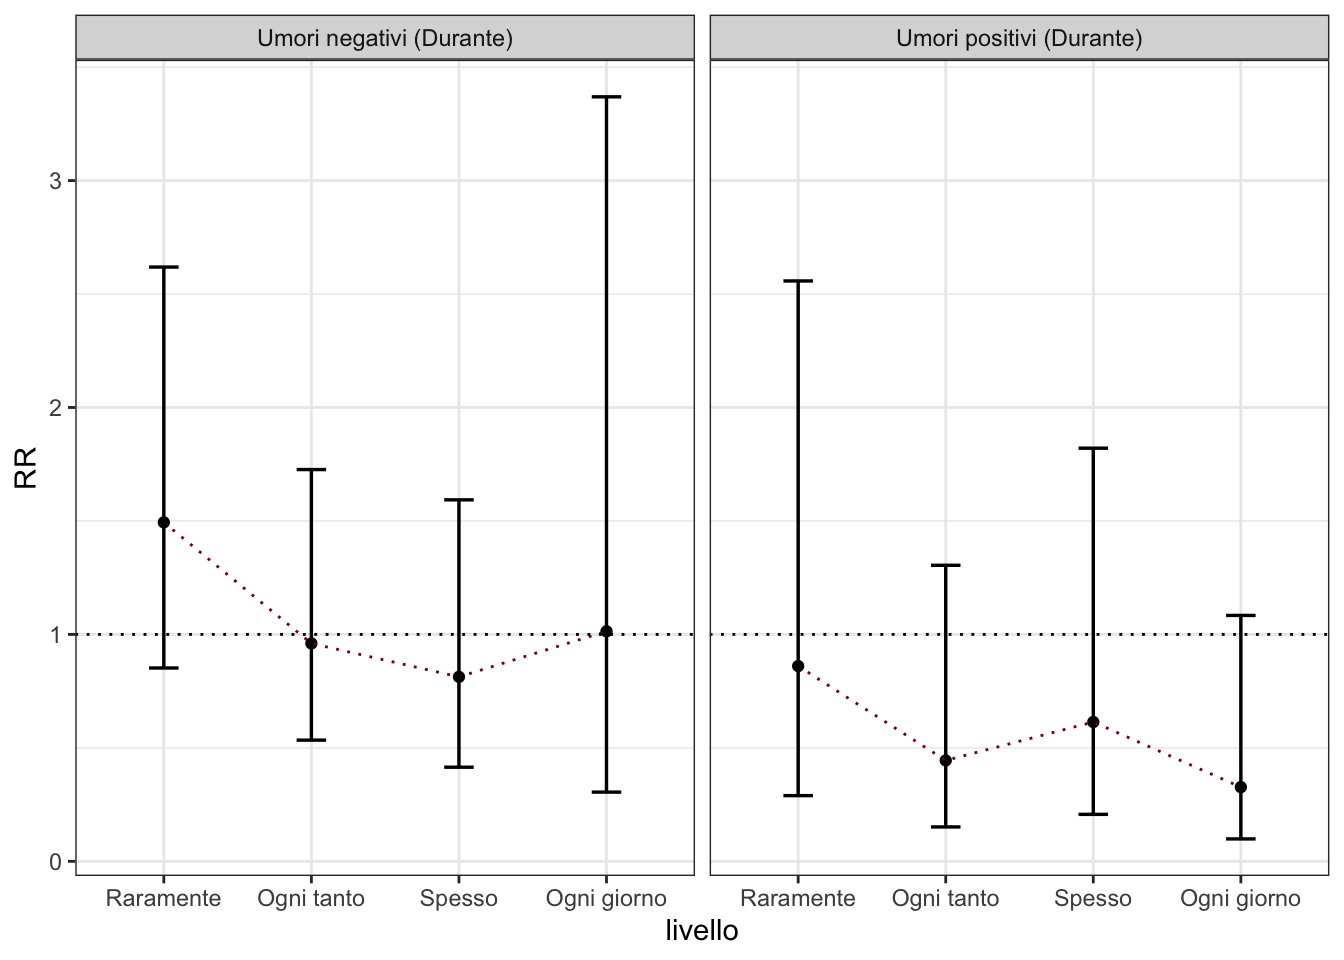 Umori negativi (Durante) Umori positivi (Durante)
3
2
1
0
RR
Raramente Ogni tanto Spesso Ogni giorno Raramente Ogni tanto Spesso Ogni giorno
livello